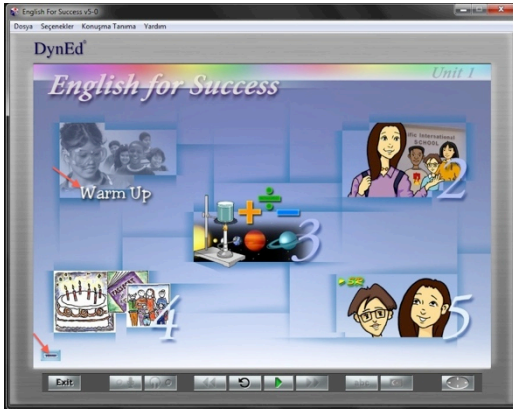 English For Success v5-0
Dosya Seçenekler Konuşma Tanıma Yardım
DynEd
Unit 1
English for Success
Warm Up
2
3
4
5
Exit
abc